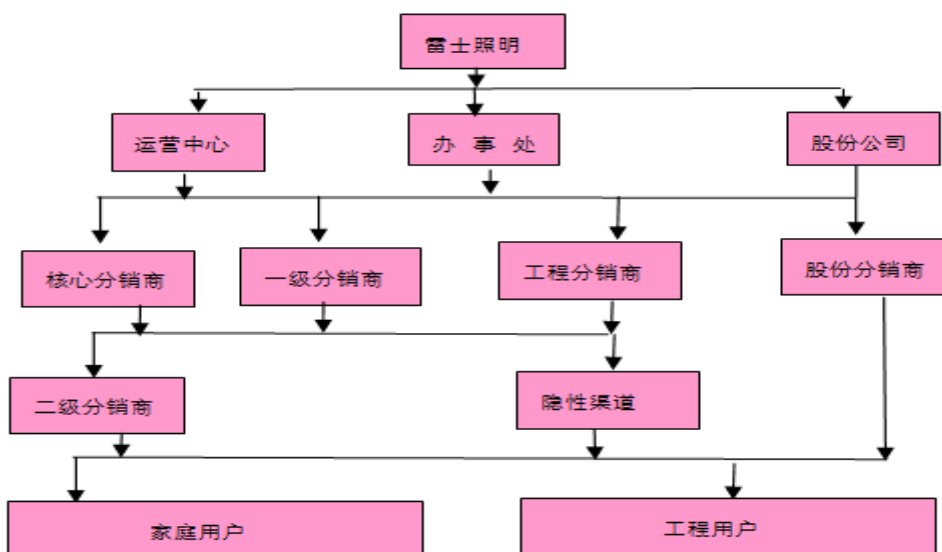 雷士照明
运营中心
办 事 处
股份公司
核心分销商
一级分销商
工程分销商
股份分销商
二级分销商
隐性渠道
家庭用户
工程用户